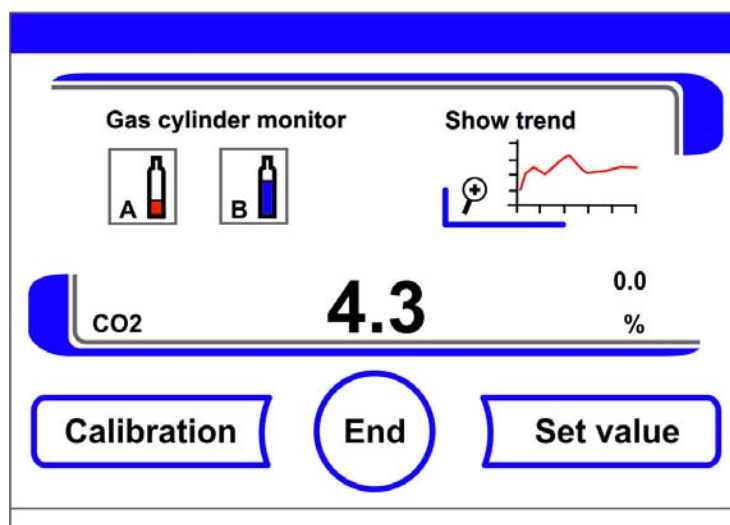 Gas cylinder monitor
Show trend
A
B
0.0
CO2
4.3
%
Calibration
End
Set value